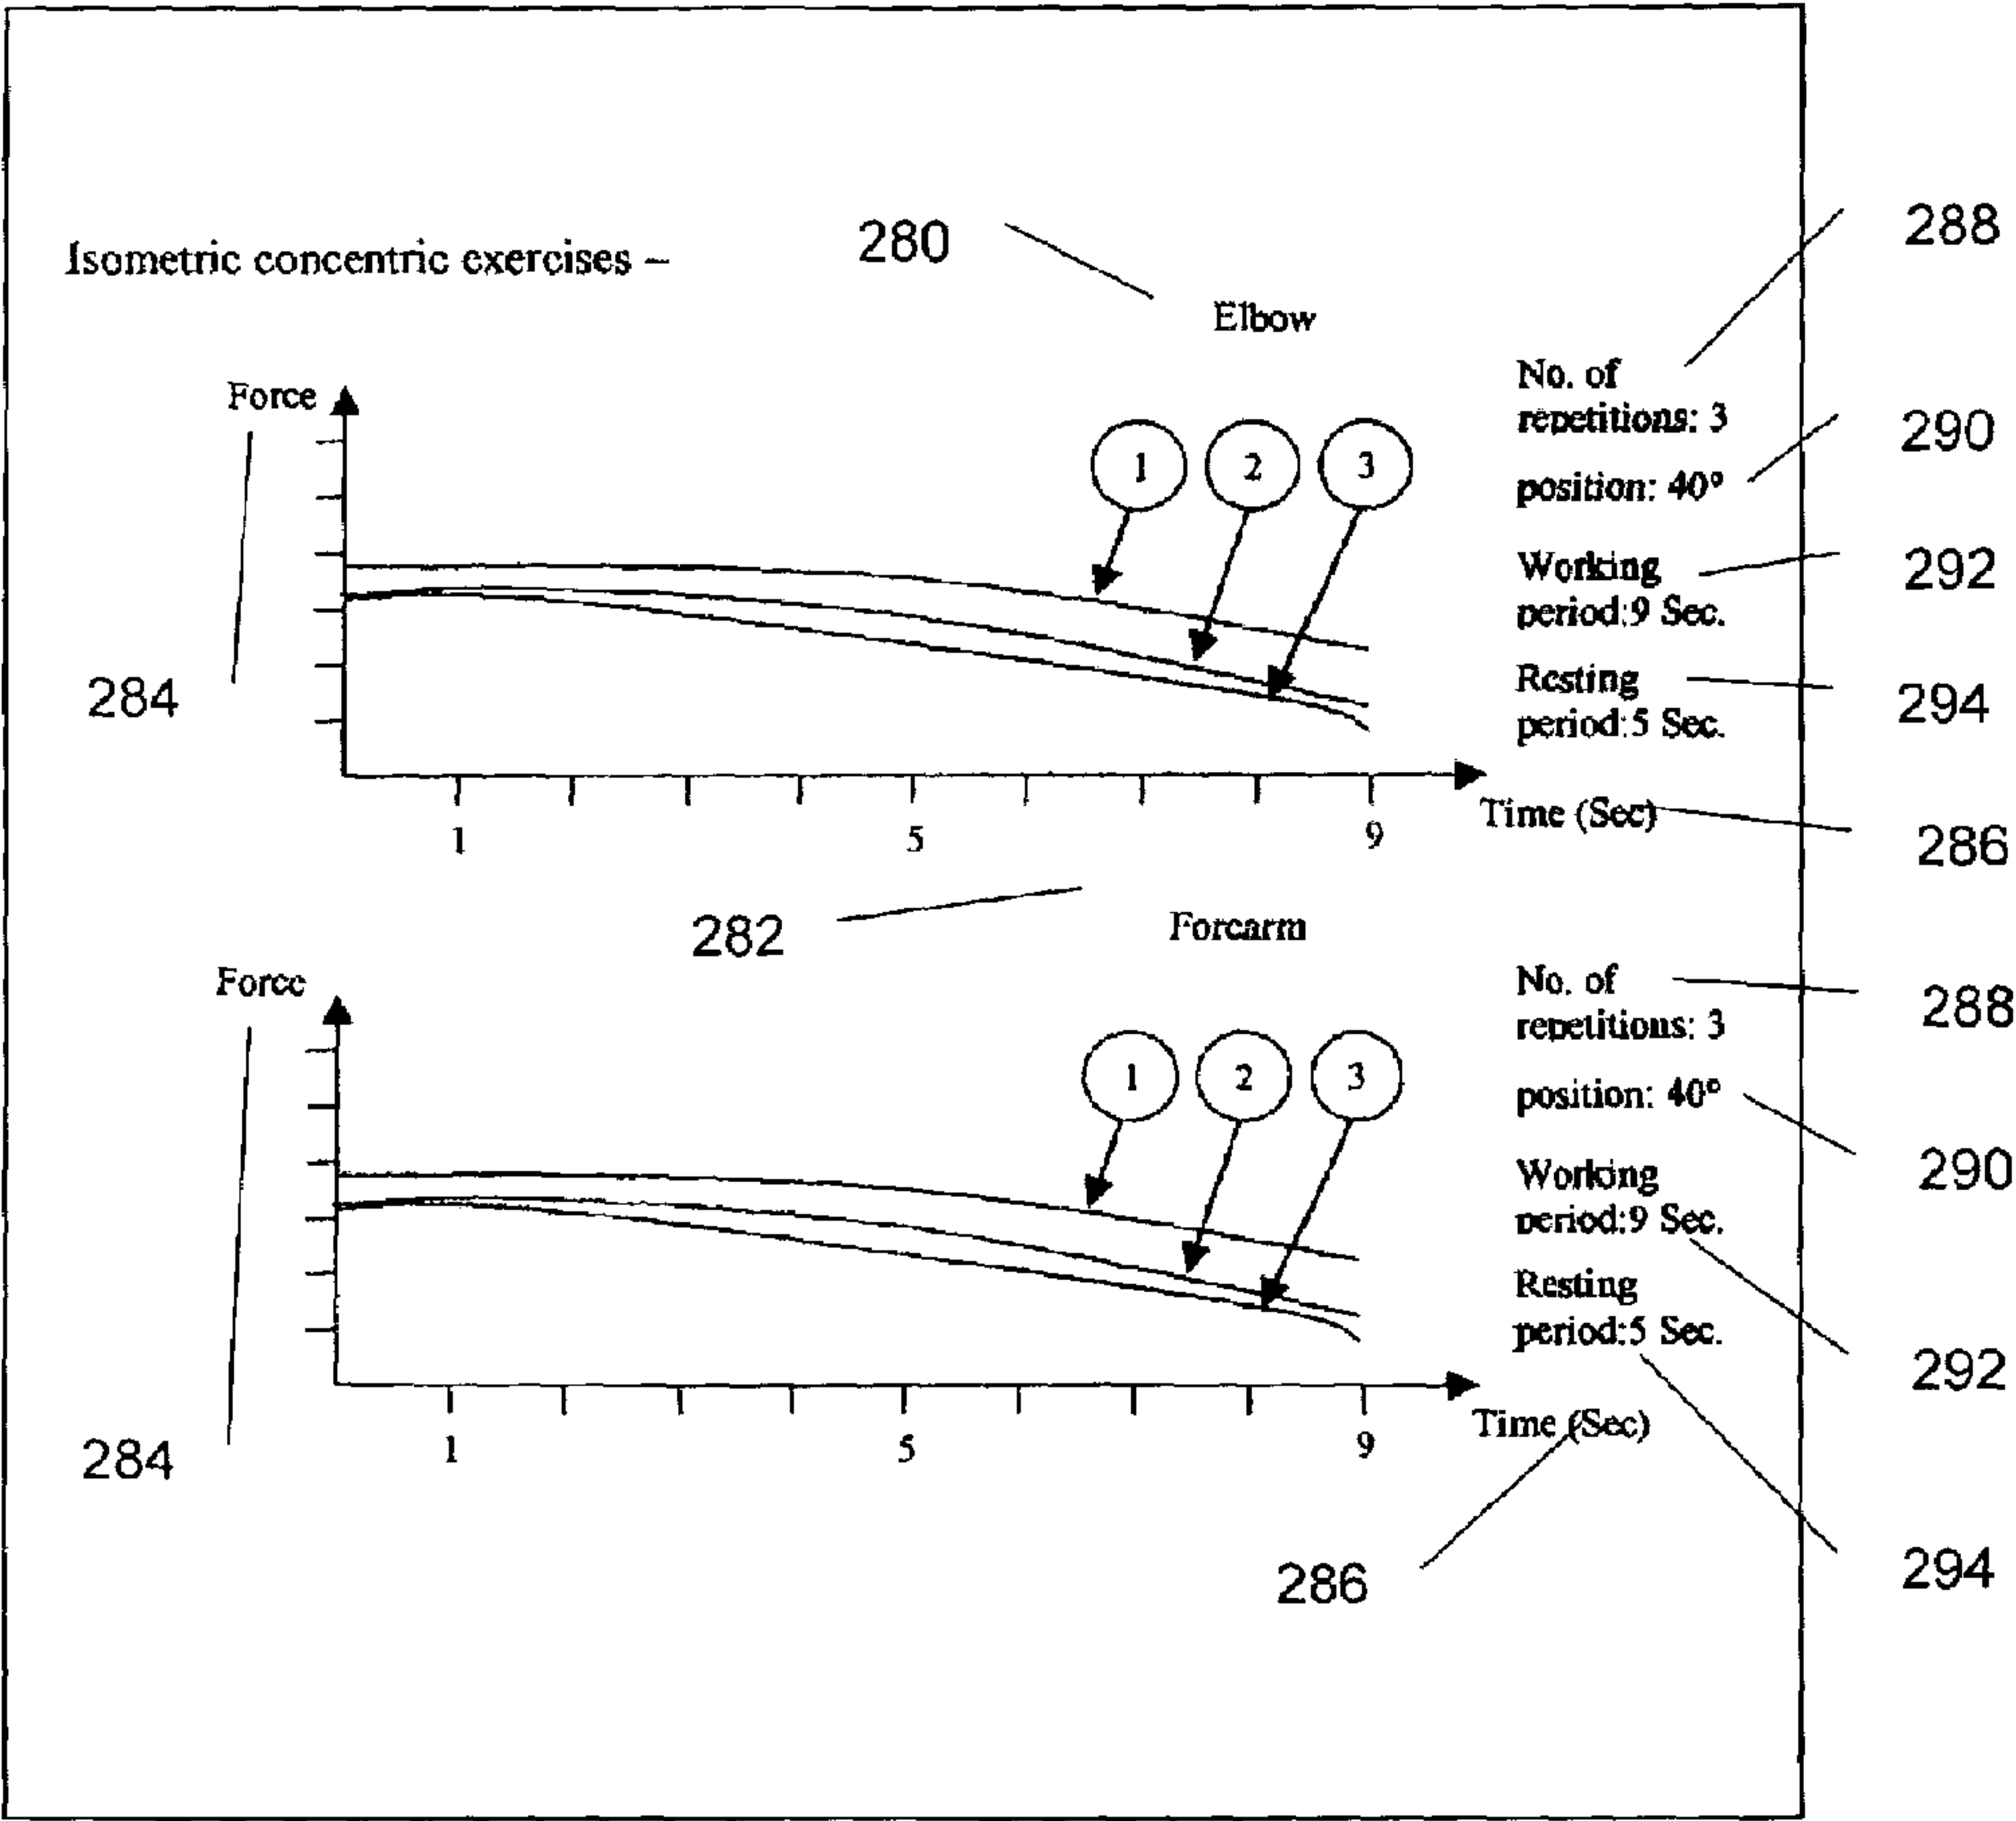 288
280
Isometric concentric exercises –
Elbow
No. of
repetitions: 3
Force
290
1 2 3
position: 40°
Working
period:9 Sec.
292
Resting
period:5 Sec.
294
284
Time (Sec)
1 5 9
286
282
Forearm
Force
No. of
repetitions: 3
288
1 2 3
position: 40°
290
Working
period:9 Sec.
Resting
period:5 Sec.
292
Time (Sec)
1 5 9
284
286
294